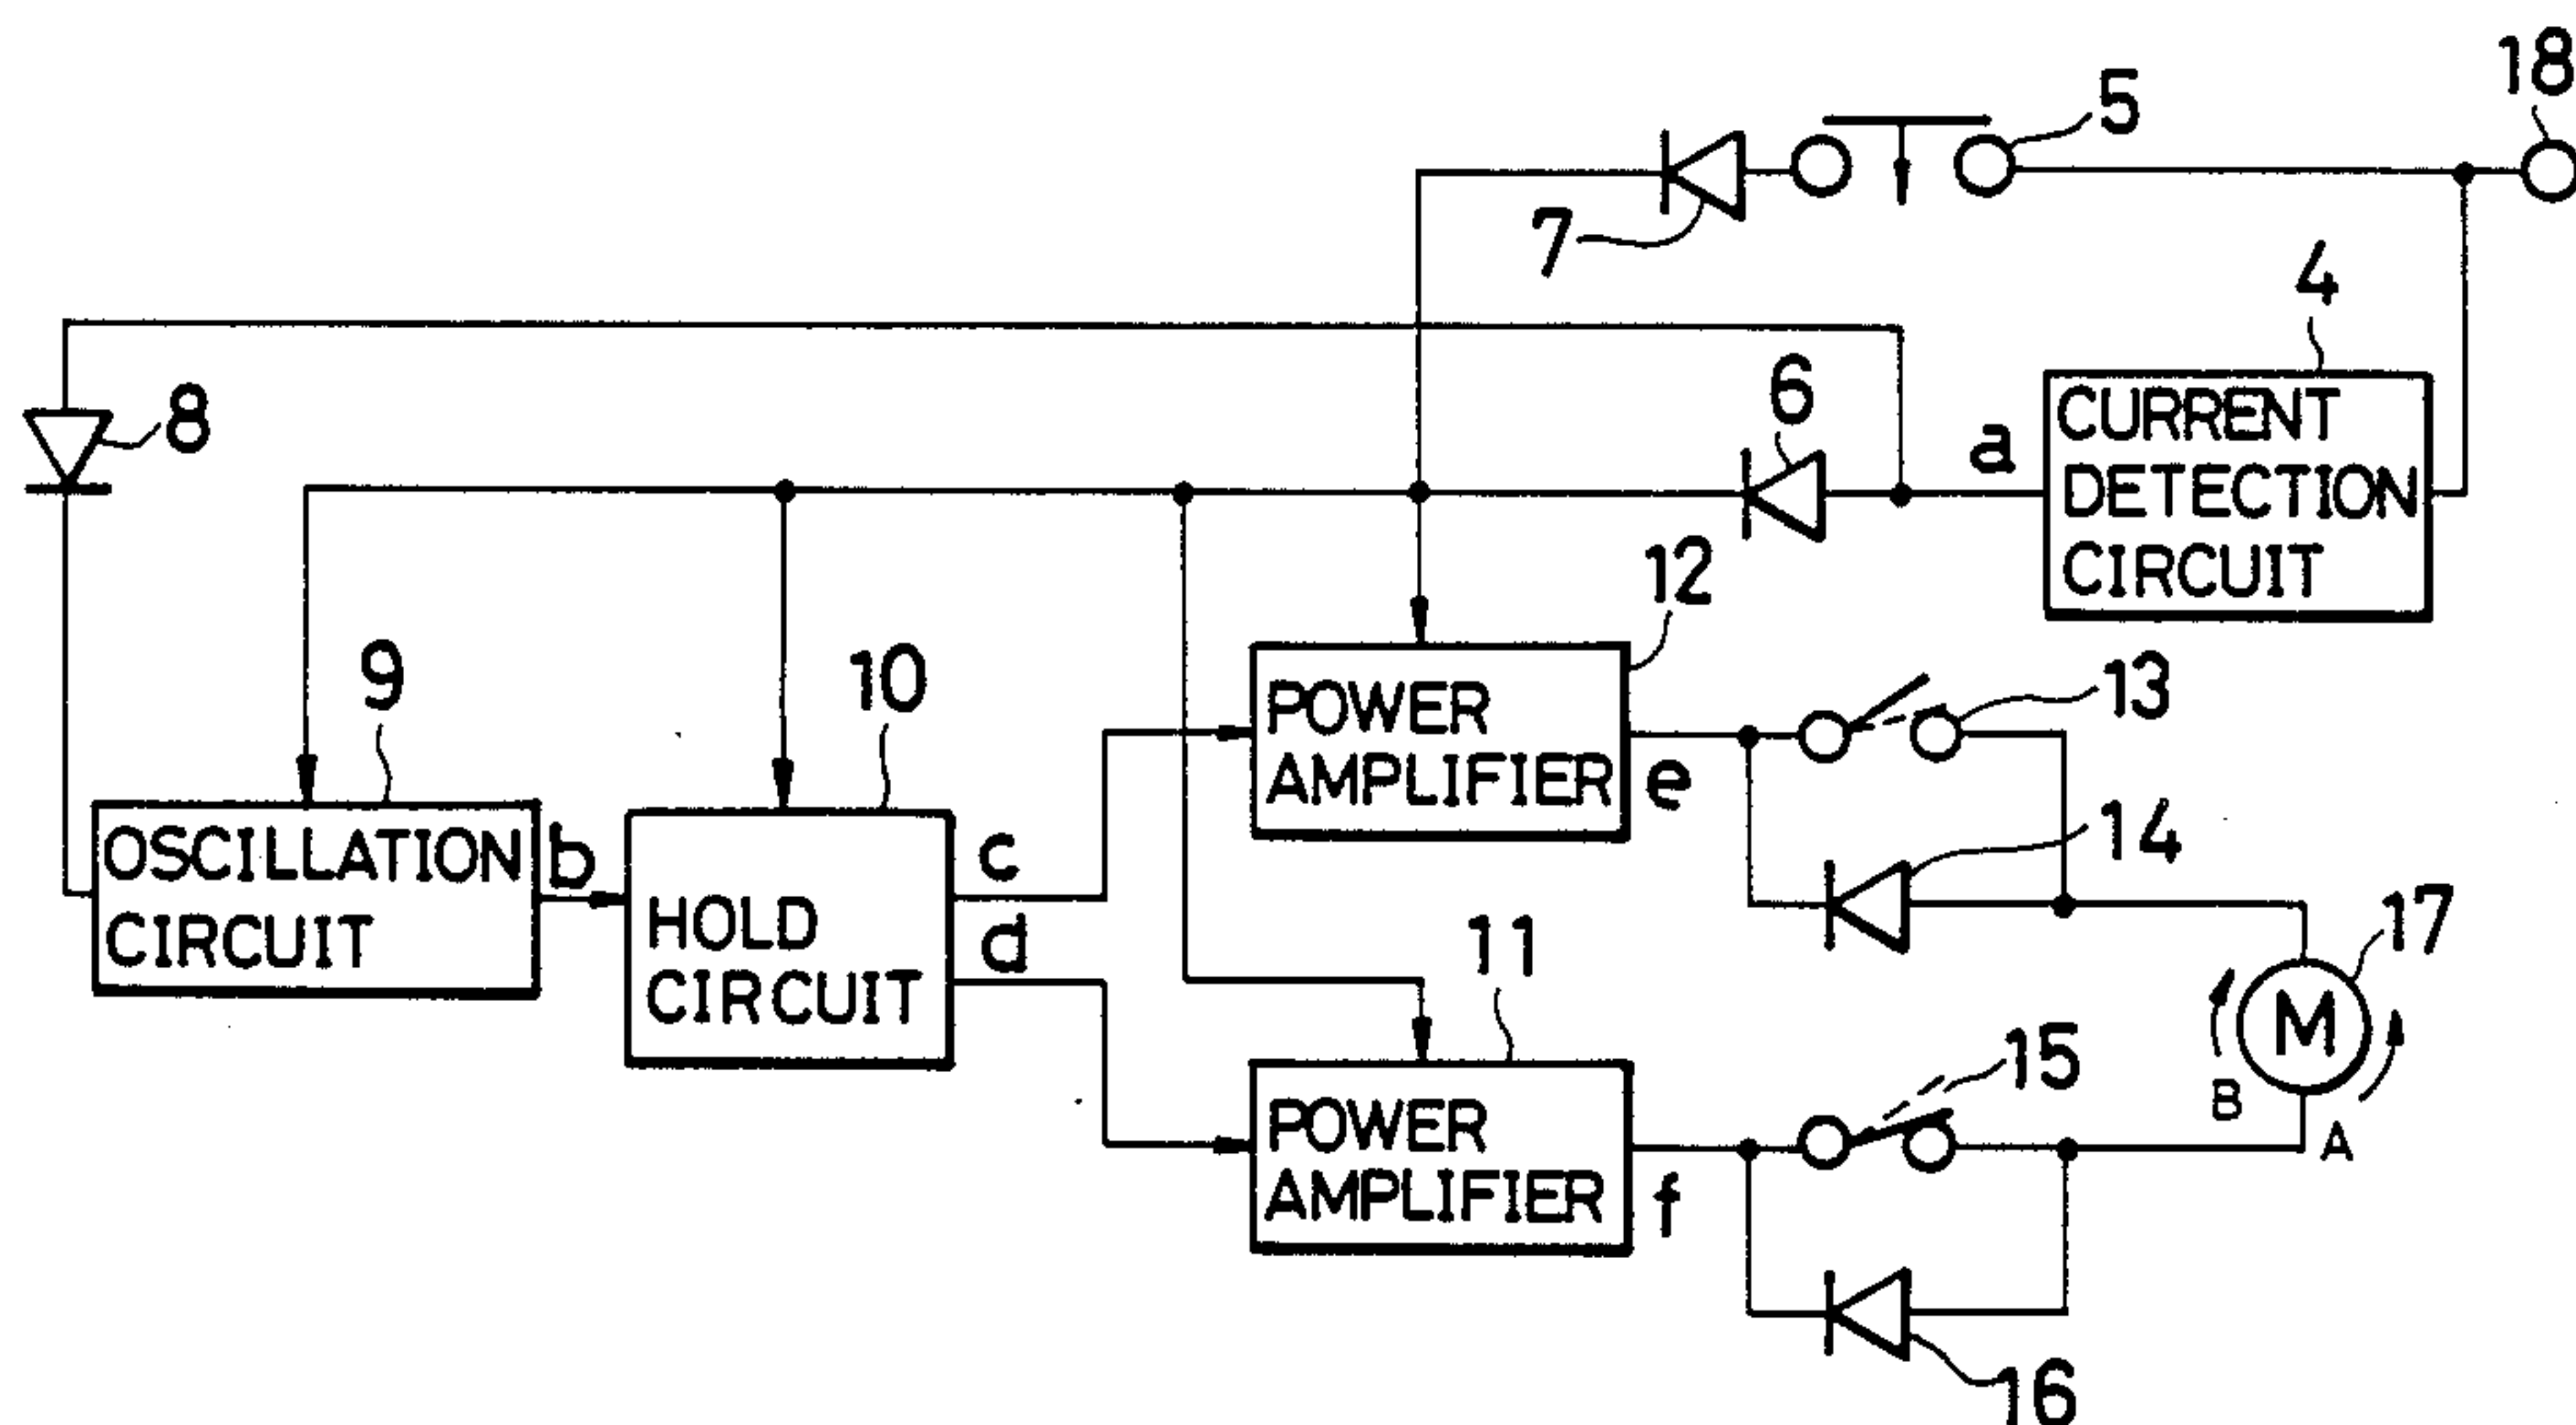 18
5
7
4
CURRENT
DETECTION
CIRCUIT
6
a
8
12
9
10
POWER
AMPLIFIER
13
e
14
OSCILLATION
CIRCUIT
b
HOLD
CIRCUIT
c
d
11
17
M
B
A
POWER
AMPLIFIER
15
f
16